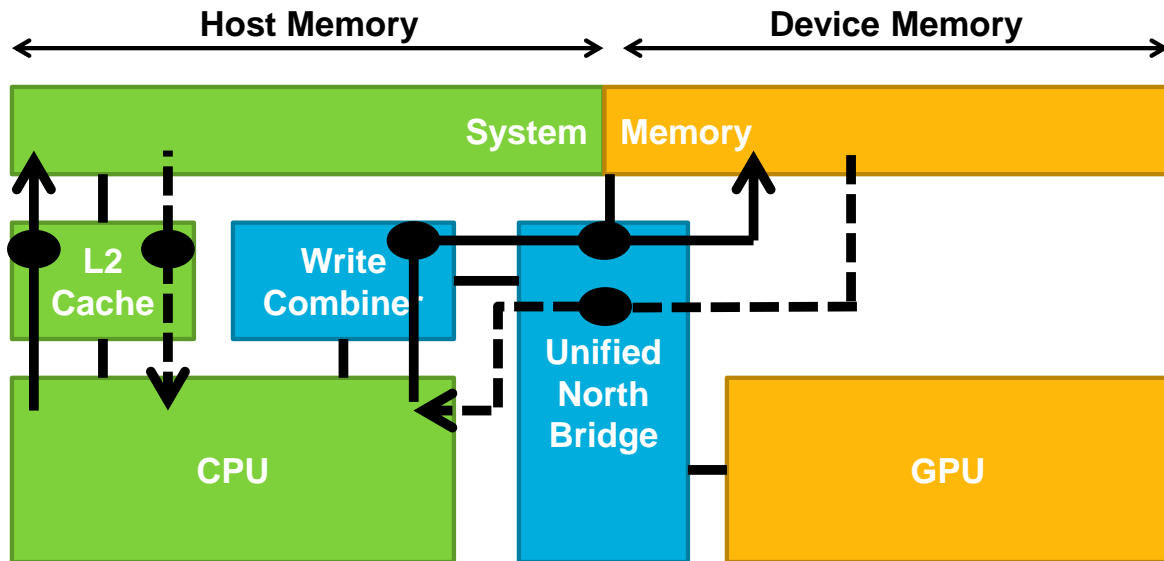 Host Memory
Device Memory
System Memory
L2
Cache
Write
Combiner
Unified
North
Bridge
CPU
GPU